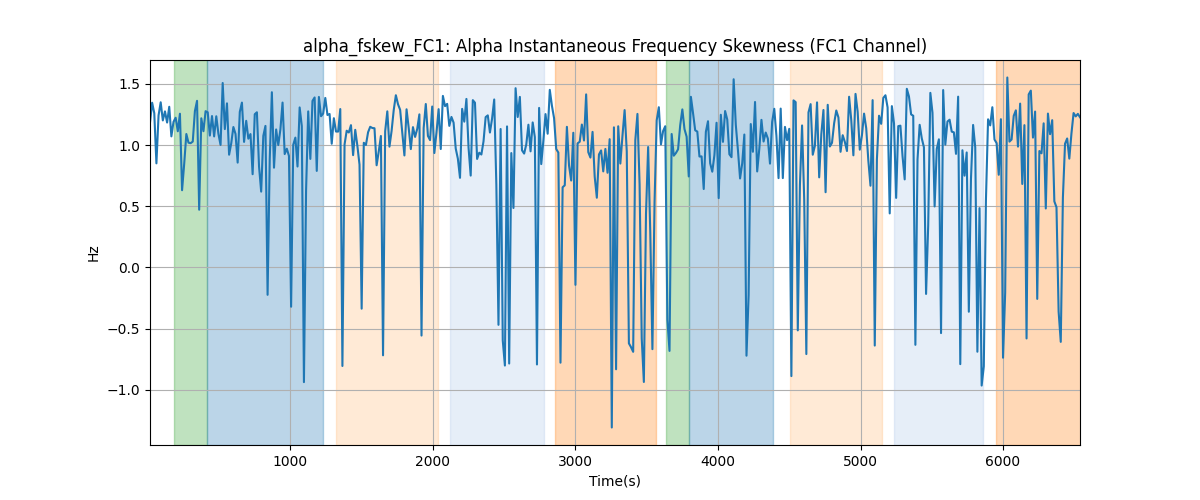 alpha_fskew_FC1: Alpha Instantaneous Frequency Skewness (FC1 Channel)
1.5
1.0
0.5
0.0
−0.5
−1.0
Hz
1000 2000 3000 4000 5000 6000
Time(s)